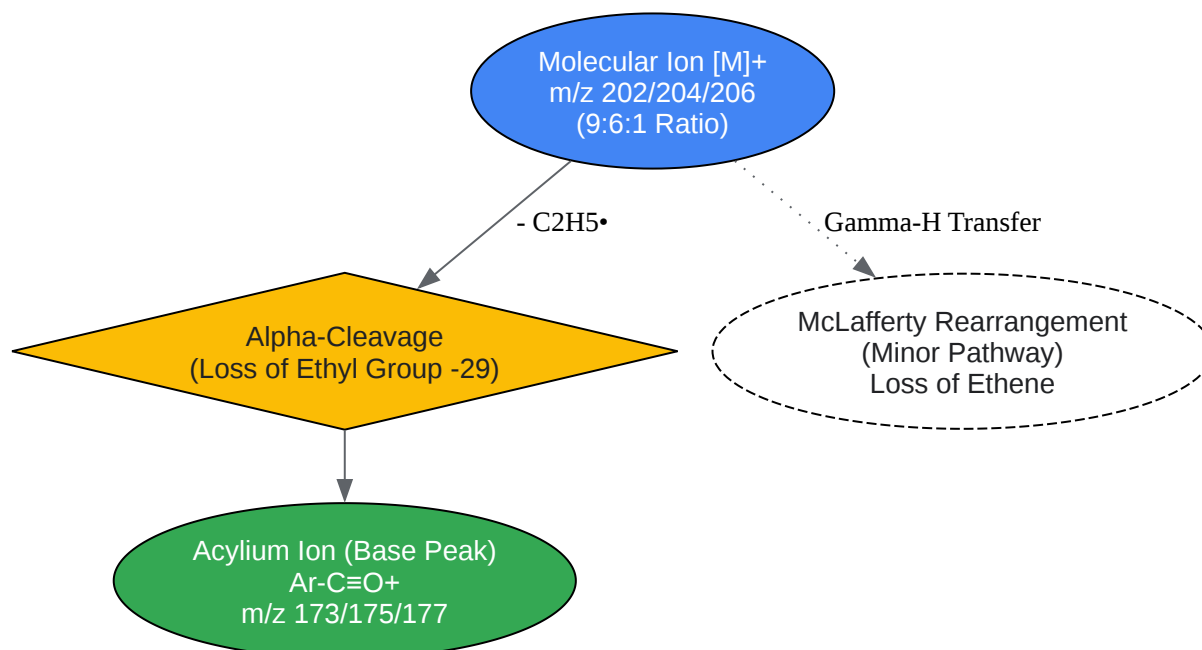 Molecular Ion [M]+
m/z 202/204/206
(9:6:1 Ratio)
- C2H5•
Gamma-H Transfer
Alpha-Cleavage
(Loss of Ethyl Group -29)
McLafferty Rearrangement
(Minor Pathway)
Loss of Ethene
Acylium Ion (Base Peak)
Ar-C≡O+
m/z 173/175/177